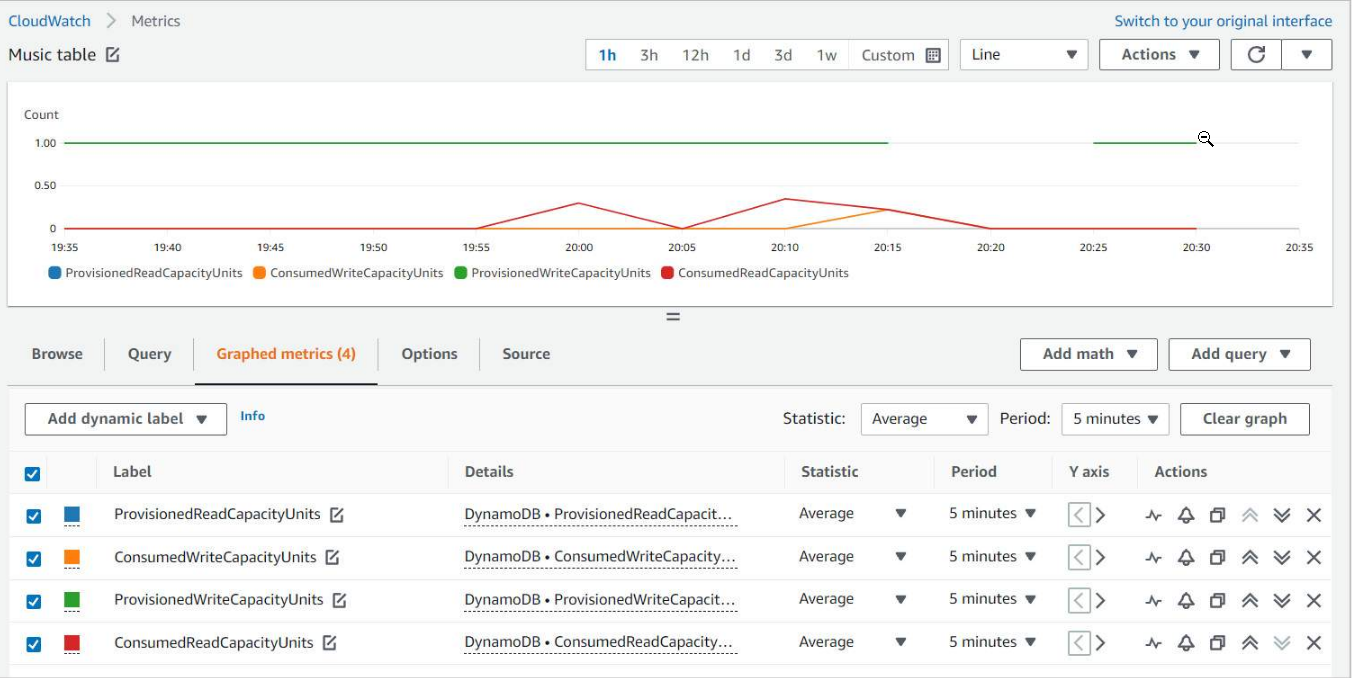 CloudWatch Metrics Switch to your original interface
Music table 1h 3h 12h 1d 3d 1w Custom Line Actions
Count
1.00
0.50
0
19:35 19:40 19:45 19:50 19:55 20:00 20:05 20:10 20:15 20:20 20:25 20:30 20:35
ProvisionedReadCapacityUnits ConsumedWriteCapacityUnits ProvisionedWriteCapacityUnits ConsumedReadCapacityUnits
Browse Query Graphed metrics (4) Options Source Add math Add query
Add dynamic label Info Statistic: Average Period: 5 minutes Clear graph
Label Details Statistic Period Y axis Actions
ProvisionedReadCapacityUnits DynamoDB • ProvisionedReadCapacit... Average 5 minutes
ConsumedWriteCapacityUnits DynamoDB • ConsumedWriteCapacity... Average 5 minutes
ProvisionedWriteCapacityUnits DynamoDB • ProvisionedWriteCapacit... Average 5 minutes
ConsumedReadCapacityUnits DynamoDB • ConsumedReadCapacity... Average 5 minutes